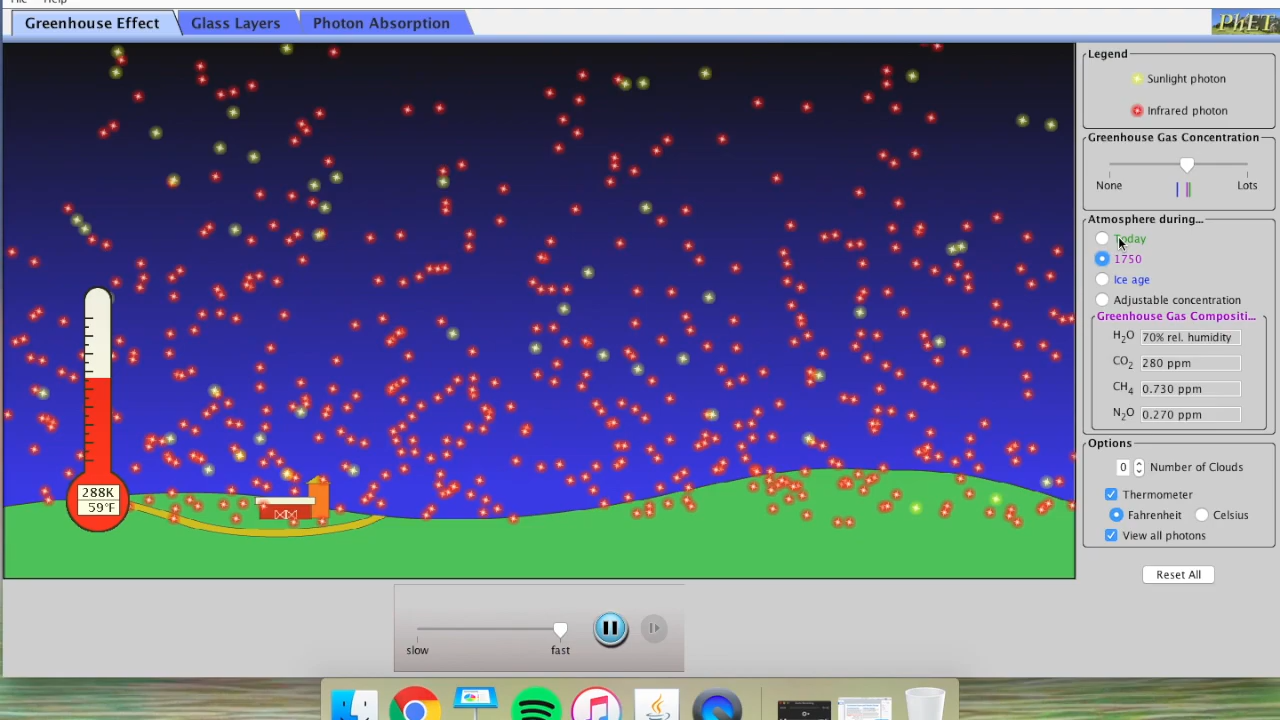 File Help
Greenhouse Effect
Glass Layers
Photon Absorption
PhET
Legend
Sunlight photon
Infrared photon
Greenhouse Gas Concentration
None
Lots
Atmosphere during...
Today
1750
Ice age
Adjustable concentration
Greenhouse Gas Compositi...
H2O 70% rel. humidity
CO2 280 ppm
CH4 0.730 ppm
N2O 0.270 ppm
Options
0 Number of Clouds
Thermometer
Fahrenheit Celsius
View all photons
Reset All
288K
59°F
slow
fast